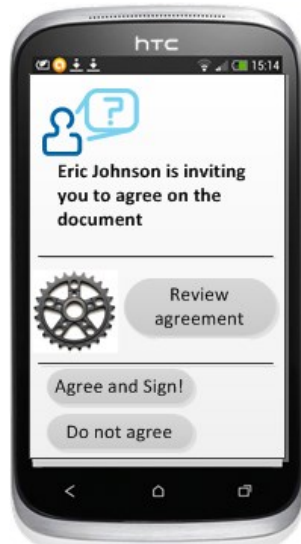 htc
15:14
?
Eric Johnson is inviting
you to agree on the
document
Review
agreement
Agree and Sign!
Do not agree